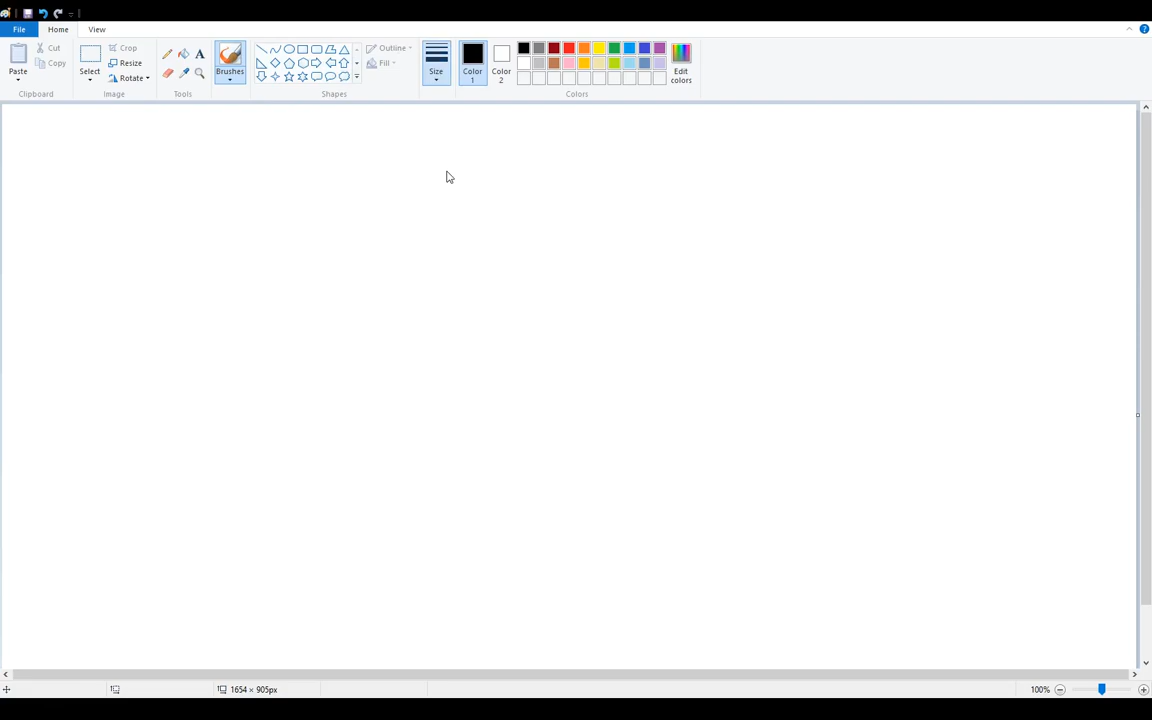 File Home View
Paste Cut Copy Clipboard
Select Crop Resize Rotate Image
A Tools
Brushes
Shapes Outline Fill
Size
Color 1 Color 2 Edit colors Colors
1654 × 905px 100%